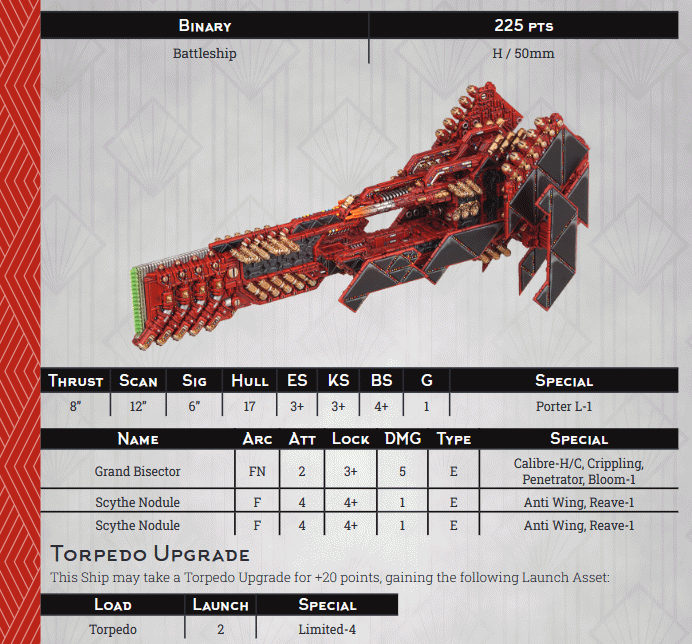 Binary 225 pts
Battleship H / 50mm
Thrust Scan Sig Hull ES KS BS G Special
8” 12” 6” 17 3+ 3+ 4+ 1 Porter L-1
Name Arc Att Lock DMG Type Special
Grand Bisector FN 2 3+ 5 E Calibre-H/C, Crippling,
Penetrator, Bloom-1
Scythe Nodule F 4 4+ 1 E Anti Wing, Reave-1
Scythe Nodule F 4 4+ 1 E Anti Wing, Reave-1
Torpedo Upgrade
This Ship may take a Torpedo Upgrade for +20 points, gaining the following Launch Asset:
Load Launch Special
Torpedo 2 Limited-4